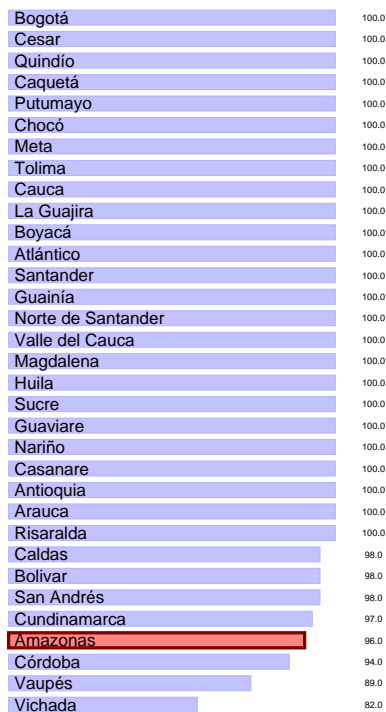 Bogotá 100.0
Cesar 100.0
Quindío 100.0
Caquetá 100.0
Putumayo 100.0
Chocó 100.0
Meta 100.0
Tolima 100.0
Cauca 100.0
La Guajira 100.0
Boyacá 100.0
Atlántico 100.0
Santander 100.0
Guainía 100.0
Norte de Santander 100.0
Valle del Cauca 100.0
Magdalena 100.0
Huila 100.0
Sucre 100.0
Guaviare 100.0
Nariño 100.0
Casanare 100.0
Antioquia 100.0
Arauca 100.0
Risaralda 100.0
Caldas 98.0
Bolivar 98.0
San Andrés 98.0
Cundinamarca 97.0
Amazonas 96.0
Córdoba 94.0
Vaupés 89.0
Vichada 82.0